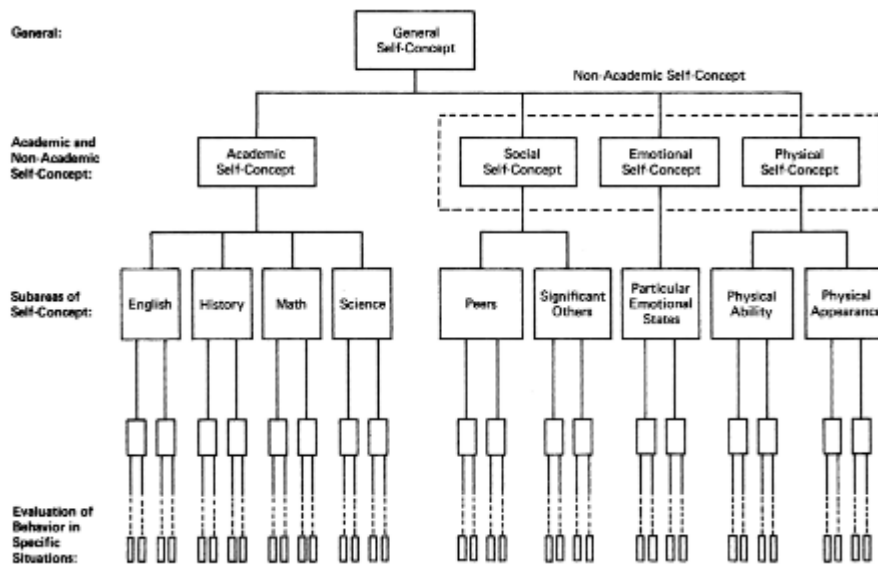 General:
General
Self-Concept
Non-Academic Self-Concept
Academic and
Non-Academic
Self-Concept:
Academic
Self-Concept
Social
Self-Concept
Emotional
Self-Concept
Physical
Self-Concept
Subareas of
Self-Concept:
English
History
Math
Science
Peers
Significant
Others
Particular
Emotional
States
Physical
Ability
Physical
Appearance
Evaluation of
Behavior in
Specific
Situations: